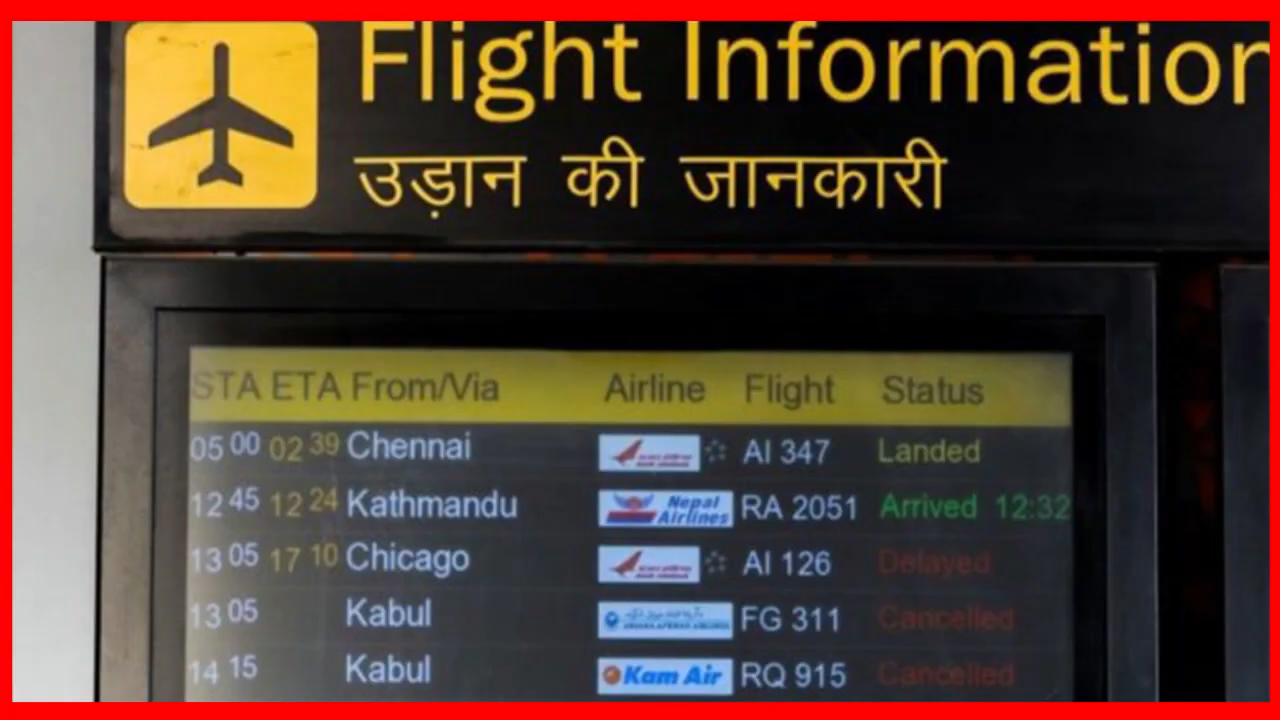 Flight Information
उड़ान की जानकारी
STA ETA From/Via Airline Flight Status
05 00 02 39 Chennai AI 347 Landed
12 45 12 24 Kathmandu Nepal Airlines RA 2051 Arrived 12:32
13 05 17 10 Chicago AI 126 Delayed
13 05 Kabul FG 311 Cancelled
14 15 Kabul Kam Air RQ 915 Cancelled